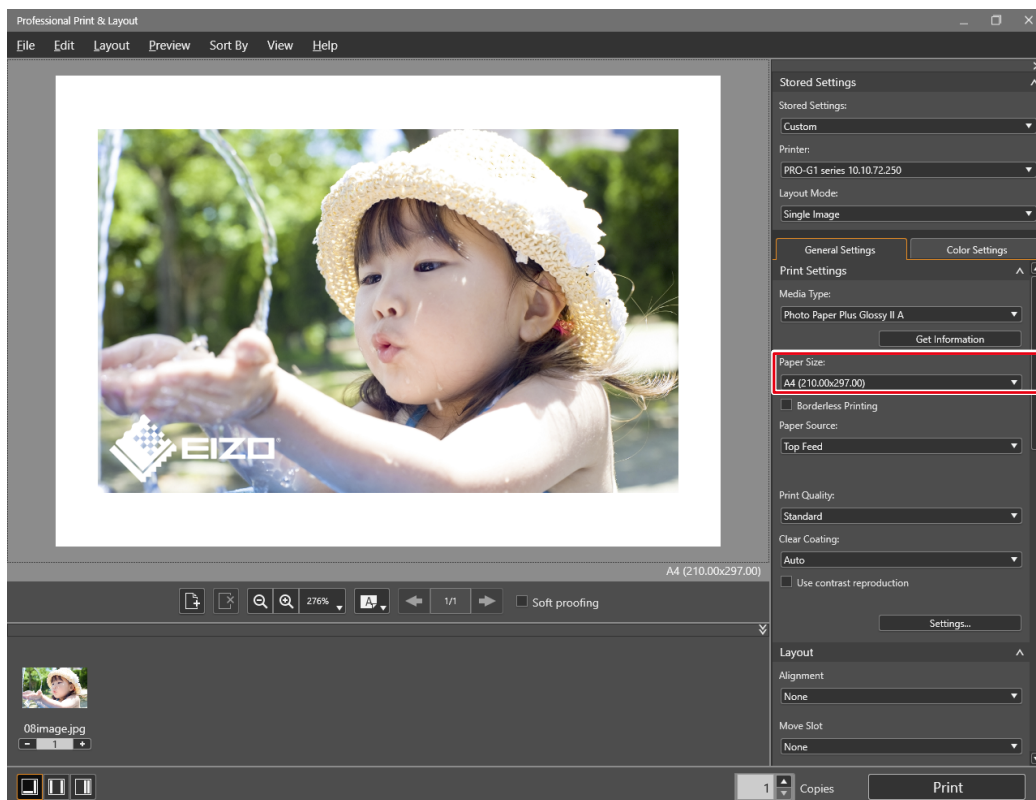 Professional Print & Layout
File Edit Layout Preview Sort By View Help
EIZO
A4 (210.00x297.00)
276%
A
1/1
Soft proofing
08image.jpg
- 1 +
Stored Settings
Stored Settings:
Custom
Printer:
PRO-G1 series 10.10.72.250
Layout Mode:
Single Image
General Settings Color Settings
Print Settings
Media Type:
Photo Paper Plus Glossy II A
Get Information
Paper Size:
A4 (210.00x297.00)
Borderless Printing
Paper Source:
Top Feed
Print Quality:
Standard
Clear Coating:
Auto
Use contrast reproduction
Settings...
Layout
Alignment
None
Move Slot
None
1 Copies Print